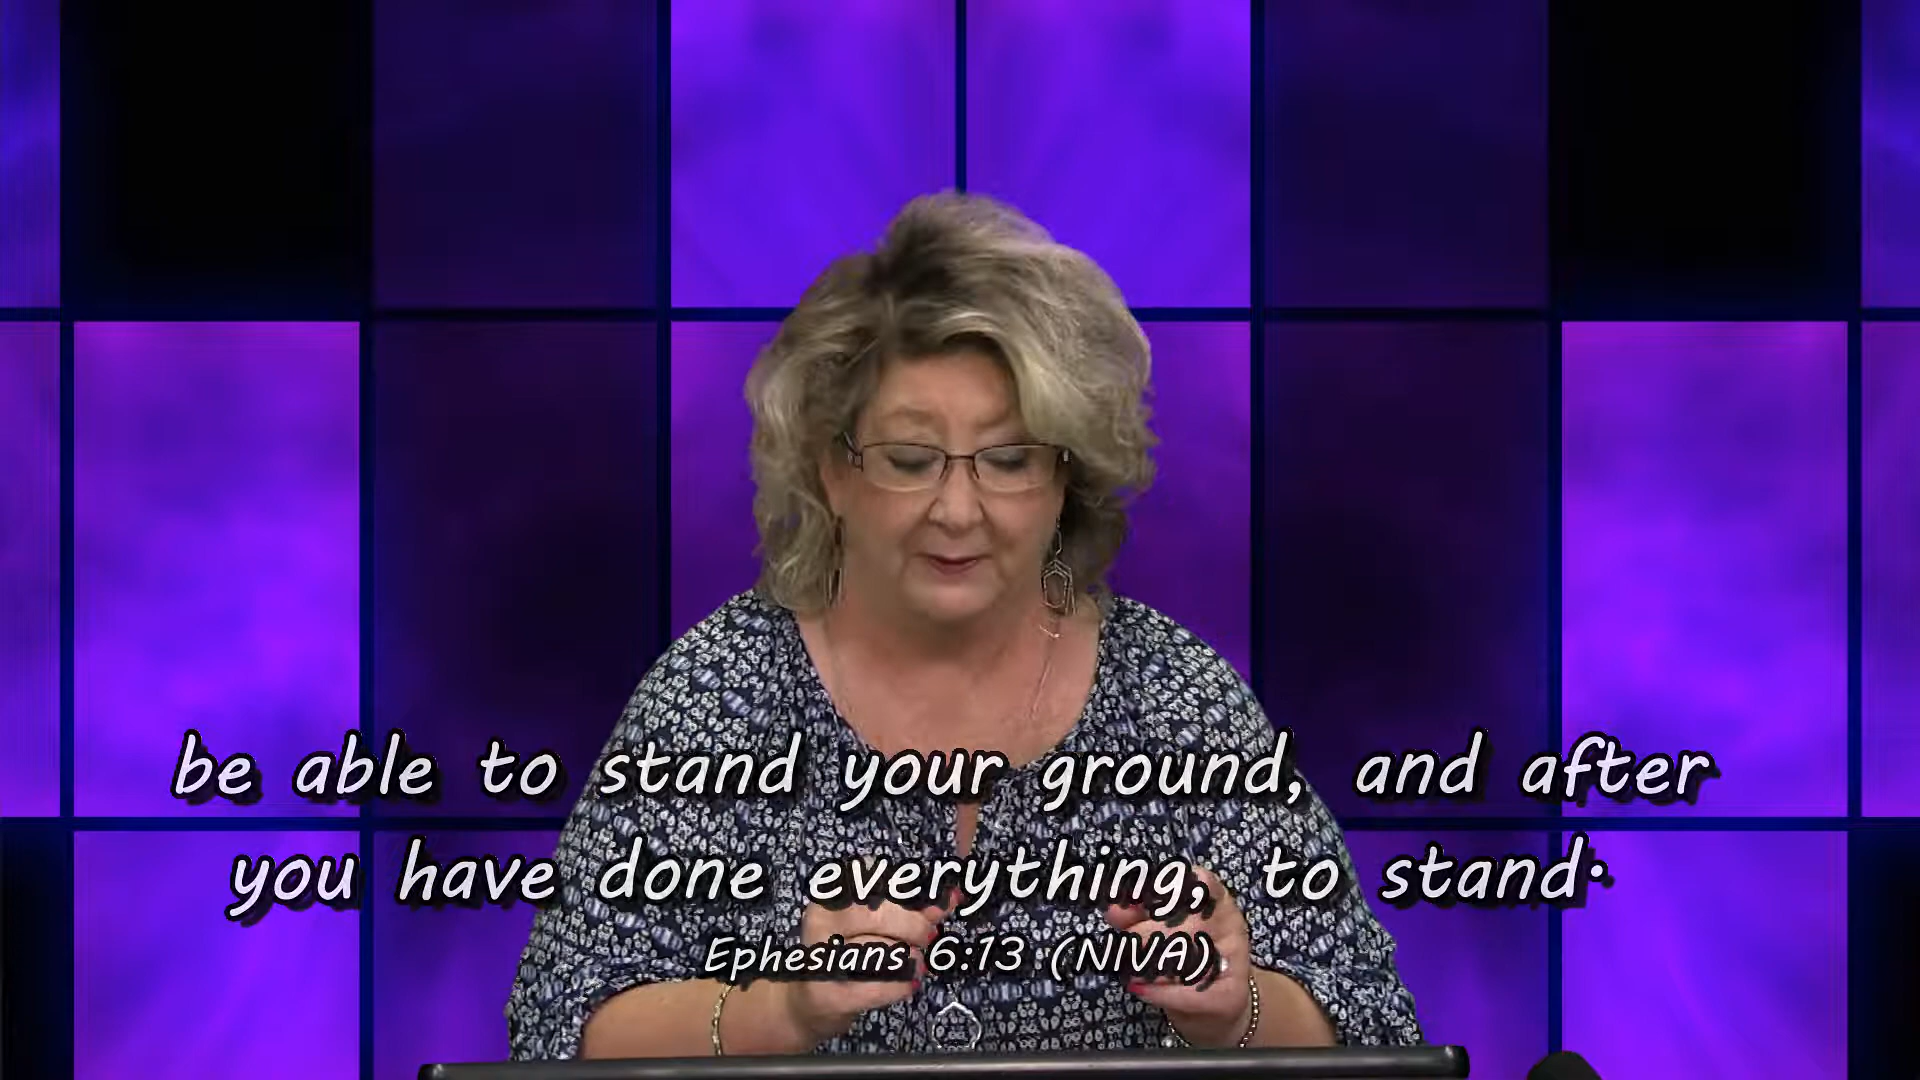 be able to stand your ground, and after
you have done everything, to stand.
Ephesians 6:13 (NIVA)